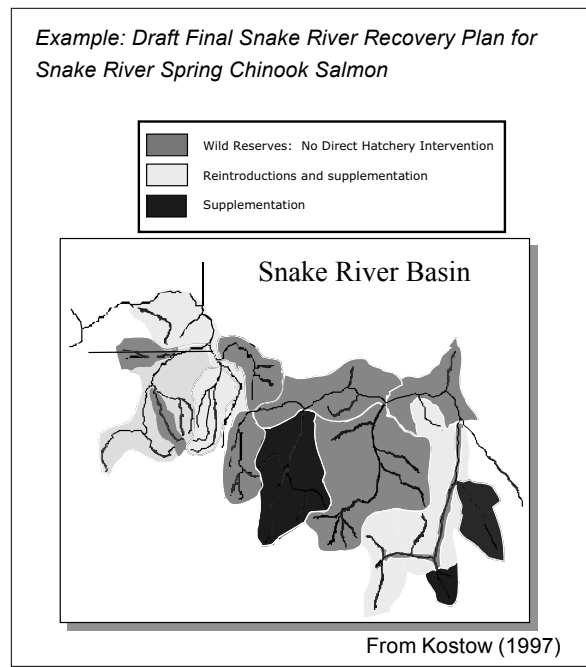 Example: Draft Final Snake River Recovery Plan for
Snake River Spring Chinook Salmon
Wild Reserves: No Direct Hatchery Intervention
Reintroductions and supplementation
Supplementation
Snake River Basin
From Kostow (1997)